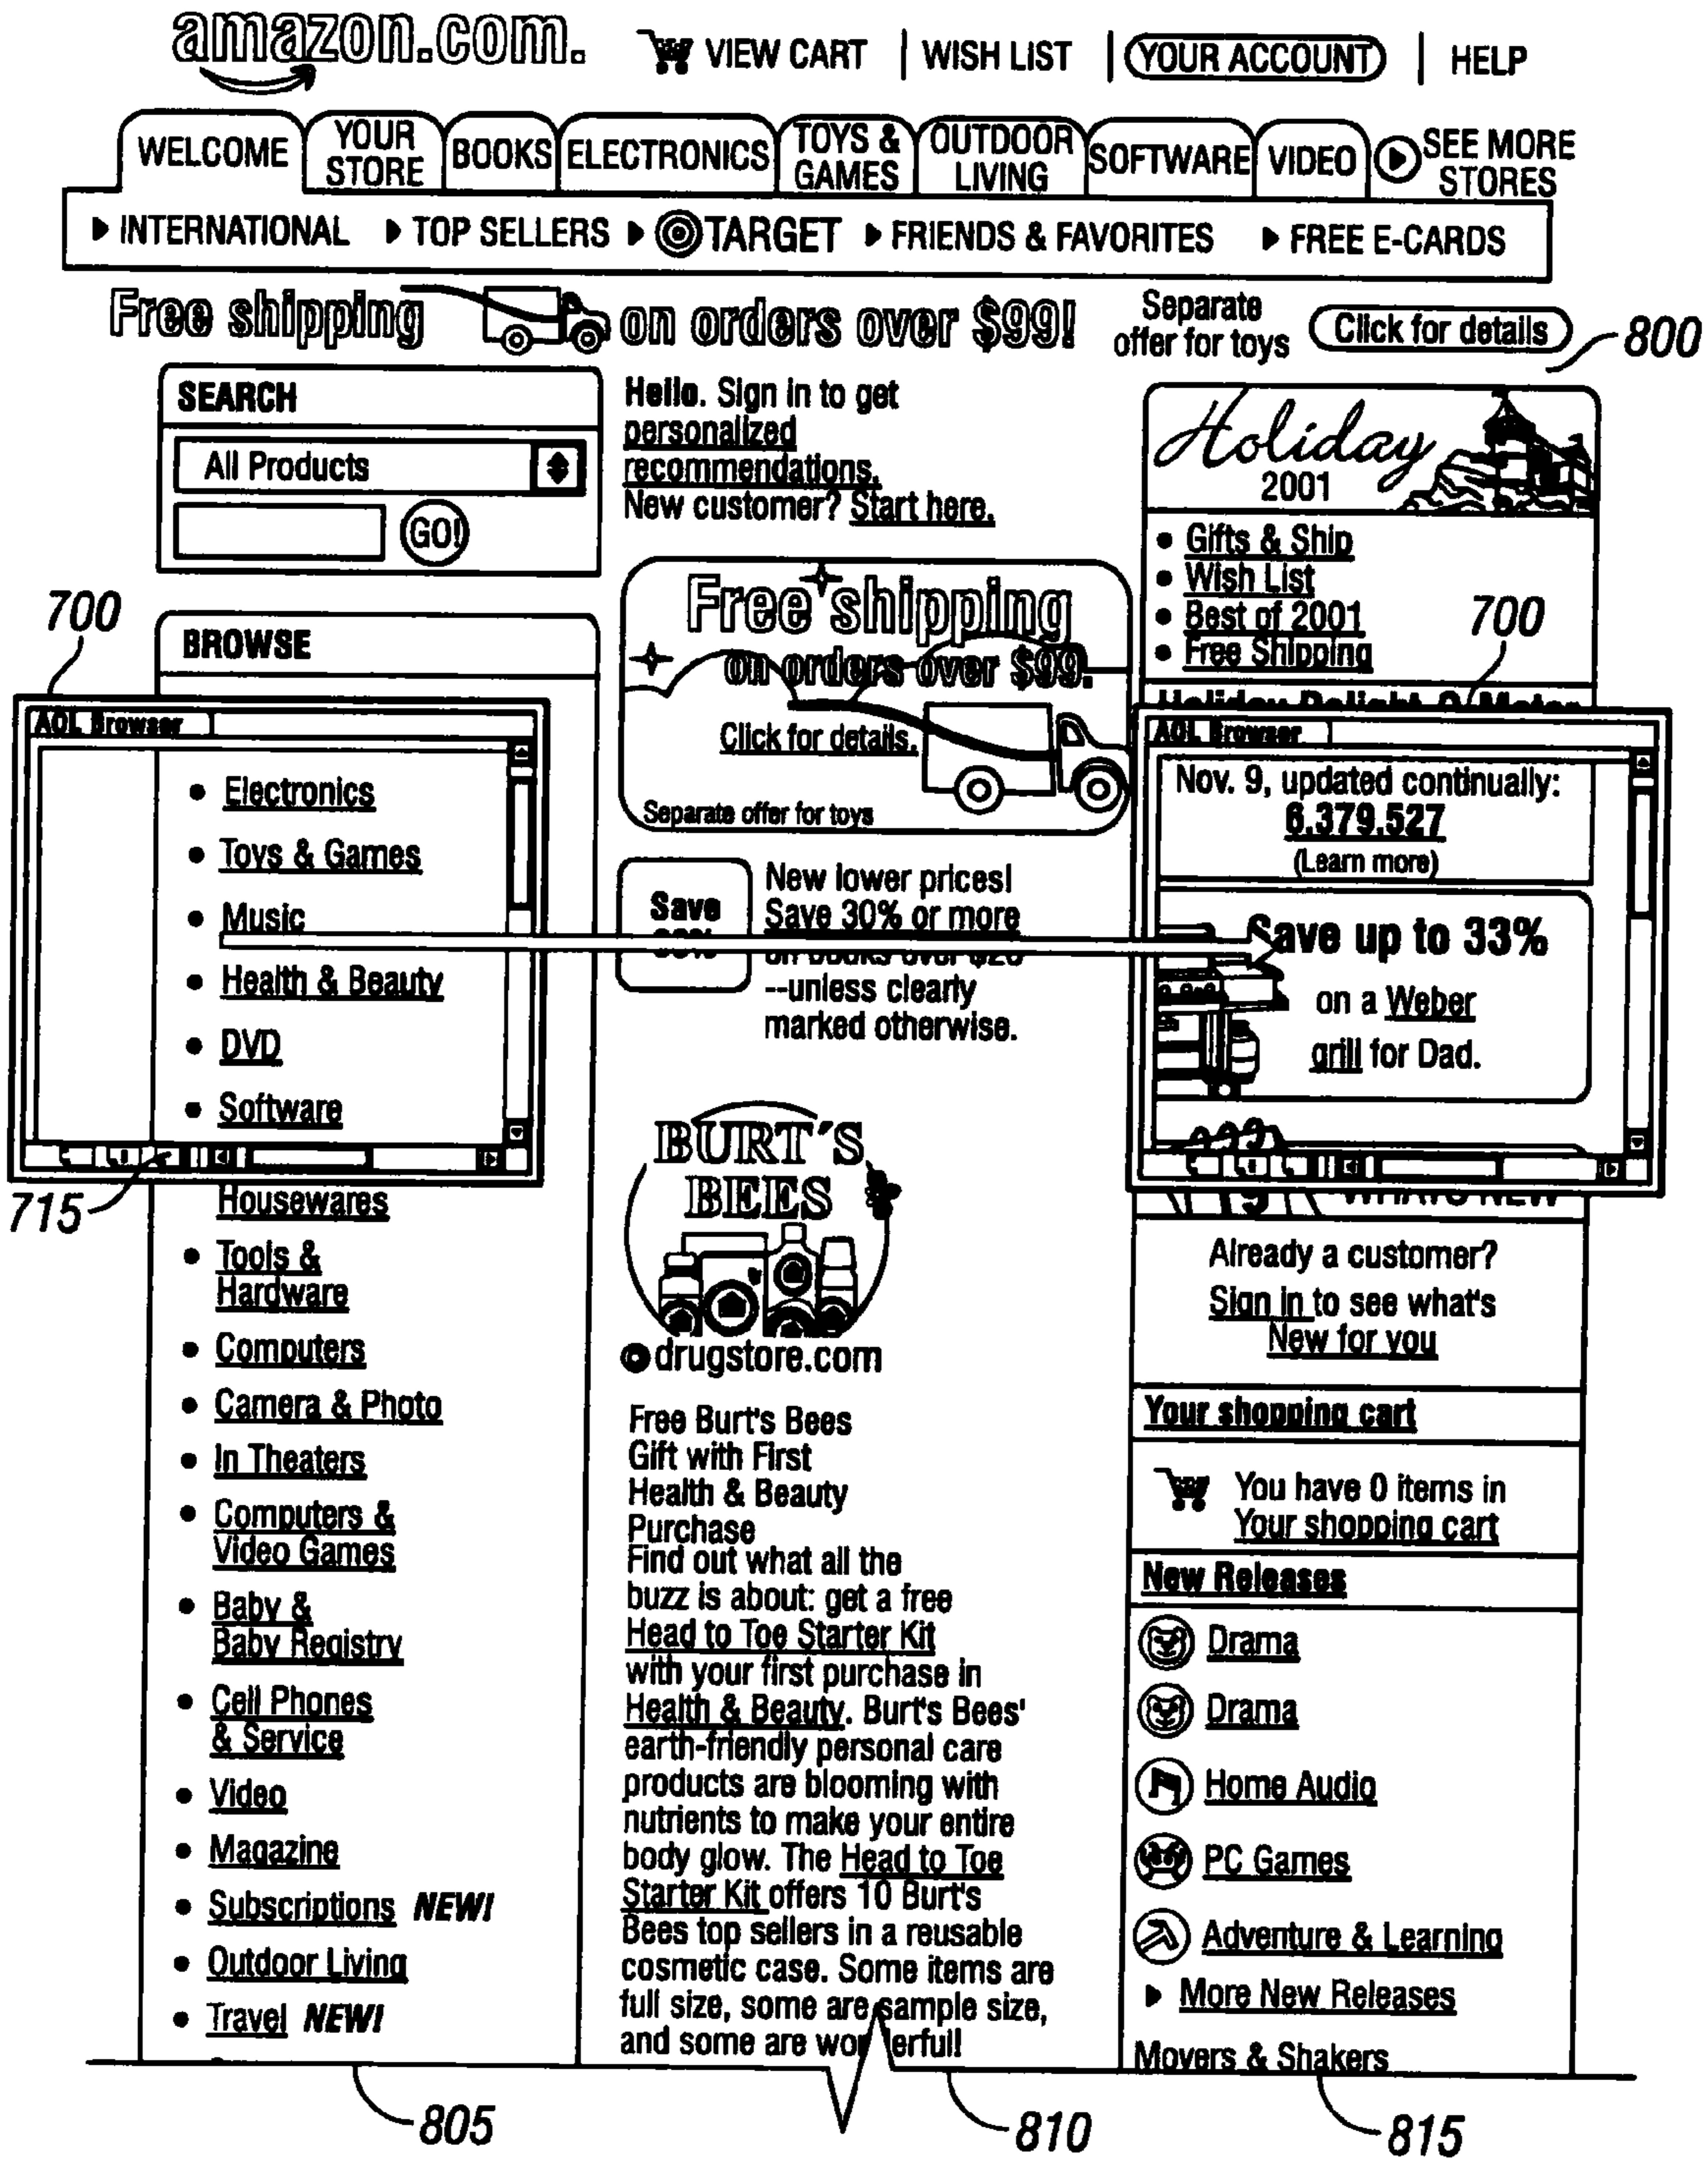 amazon.com.
VIEW CART | WISH LIST | YOUR ACCOUNT | HELP
WELCOME
YOUR
STORE
BOOKS
ELECTRONICS
TOYS &
GAMES
OUTDOOR
LIVING
SOFTWARE
VIDEO
SEE MORE
STORES
INTERNATIONAL
TOP SELLERS
TARGET
FRIENDS & FAVORITES
FREE E-CARDS
Free shipping on orders over $99!
Separate
offer for toys
Click for details
800
SEARCH
All Products
GO!
700
BROWSE
AOL Browser
• Electronics
• Toys & Games
• Music
• Health & Beauty
• DVD
• Software
715
Housewares
• Tools &
Hardware
• Computers
• Camera & Photo
• In Theaters
• Computers &
Video Games
• Baby &
Baby Registry
• Cell Phones
& Service
• Video
• Magazine
• Subscriptions NEW!
• Outdoor Living
• Travel NEW!
805
Hello. Sign in to get
personalized
recommendations.
New customer? Start here.
Free shipping
on orders over $99.
Click for details.
Separate offer for toys
Save
New lower prices!
Save 30% or more
on books over $20
--unless clearly
marked otherwise.
BURT´S
BEES
drugstore.com
Free Burt's Bees
Gift with First
Health & Beauty
Purchase
Find out what all the
buzz is about: get a free
Head to Toe Starter Kit
with your first purchase in
Health & Beauty. Burt's Bees'
earth-friendly personal care
products are blooming with
nutrients to make your entire
body glow. The Head to Toe
Starter Kit offers 10 Burt's
Bees top sellers in a reusable
cosmetic case. Some items are
full size, some are sample size,
and some are wonderful!
810
Holiday
2001
• Gifts & Ship
• Wish List
• Best of 2001
• Free Shipping
700
Holiday Delight-O-Meter
AOL Browser
Nov. 9, updated continually:
6,379,527
(Learn more)
Save up to 33%
on a Weber
grill for Dad.
WHAT'S NEW
Already a customer?
Sign in to see what's
New for you
Your shopping cart
You have 0 items in
Your shopping cart
New Releases
Drama
Drama
Home Audio
PC Games
Adventure & Learning
More New Releases
Movers & Shakers
815